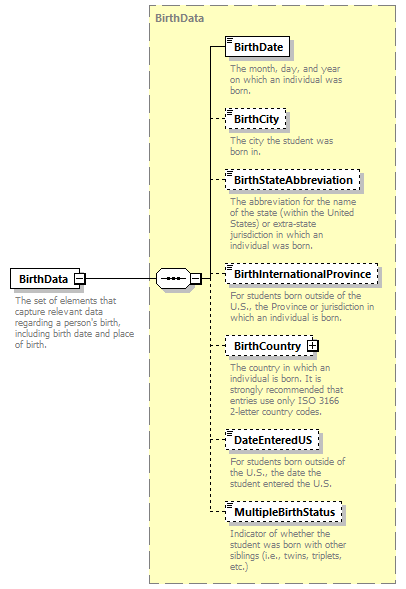 BirthData
BirthDate
The month, day, and year
on which an individual was
born.
BirthCity
The city the student was
born in.
BirthStateAbbreviation
The abbreviation for the name
of the state (within the United
States) or extra-state
jurisdiction in which an
individual was born.
BirthData
The set of elements that
capture relevant data
regarding a person's birth,
including birth date and place
of birth.
BirthInternationalProvince
For students born outside of the
U.S., the Province or jurisdiction in
which an individual is born.
BirthCountry
The country in which an
individual is born. It is
strongly recommended that
entries use only ISO 3166
2-letter country codes.
DateEnteredUS
For students born outside of
the U.S., the date the
student entered the U.S.
MultipleBirthStatus
Indicator of whether the
student was born with other
siblings (i.e., twins, triplets,
etc.)